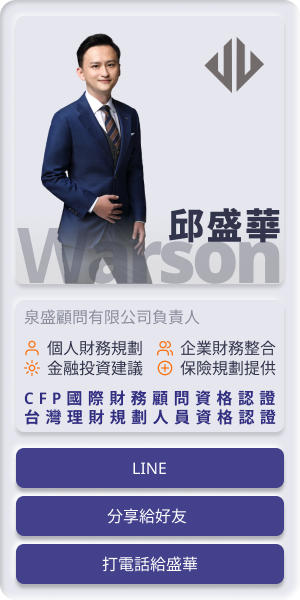 邱盛華
Warson
泉盛顧問有限公司負責人
個人財務規劃 企業財務整合
金融投資建議 保險規劃提供
CFP國際財務顧問資格認證
台灣理財規劃人員資格認證
LINE
分享給好友
打電話給盛華